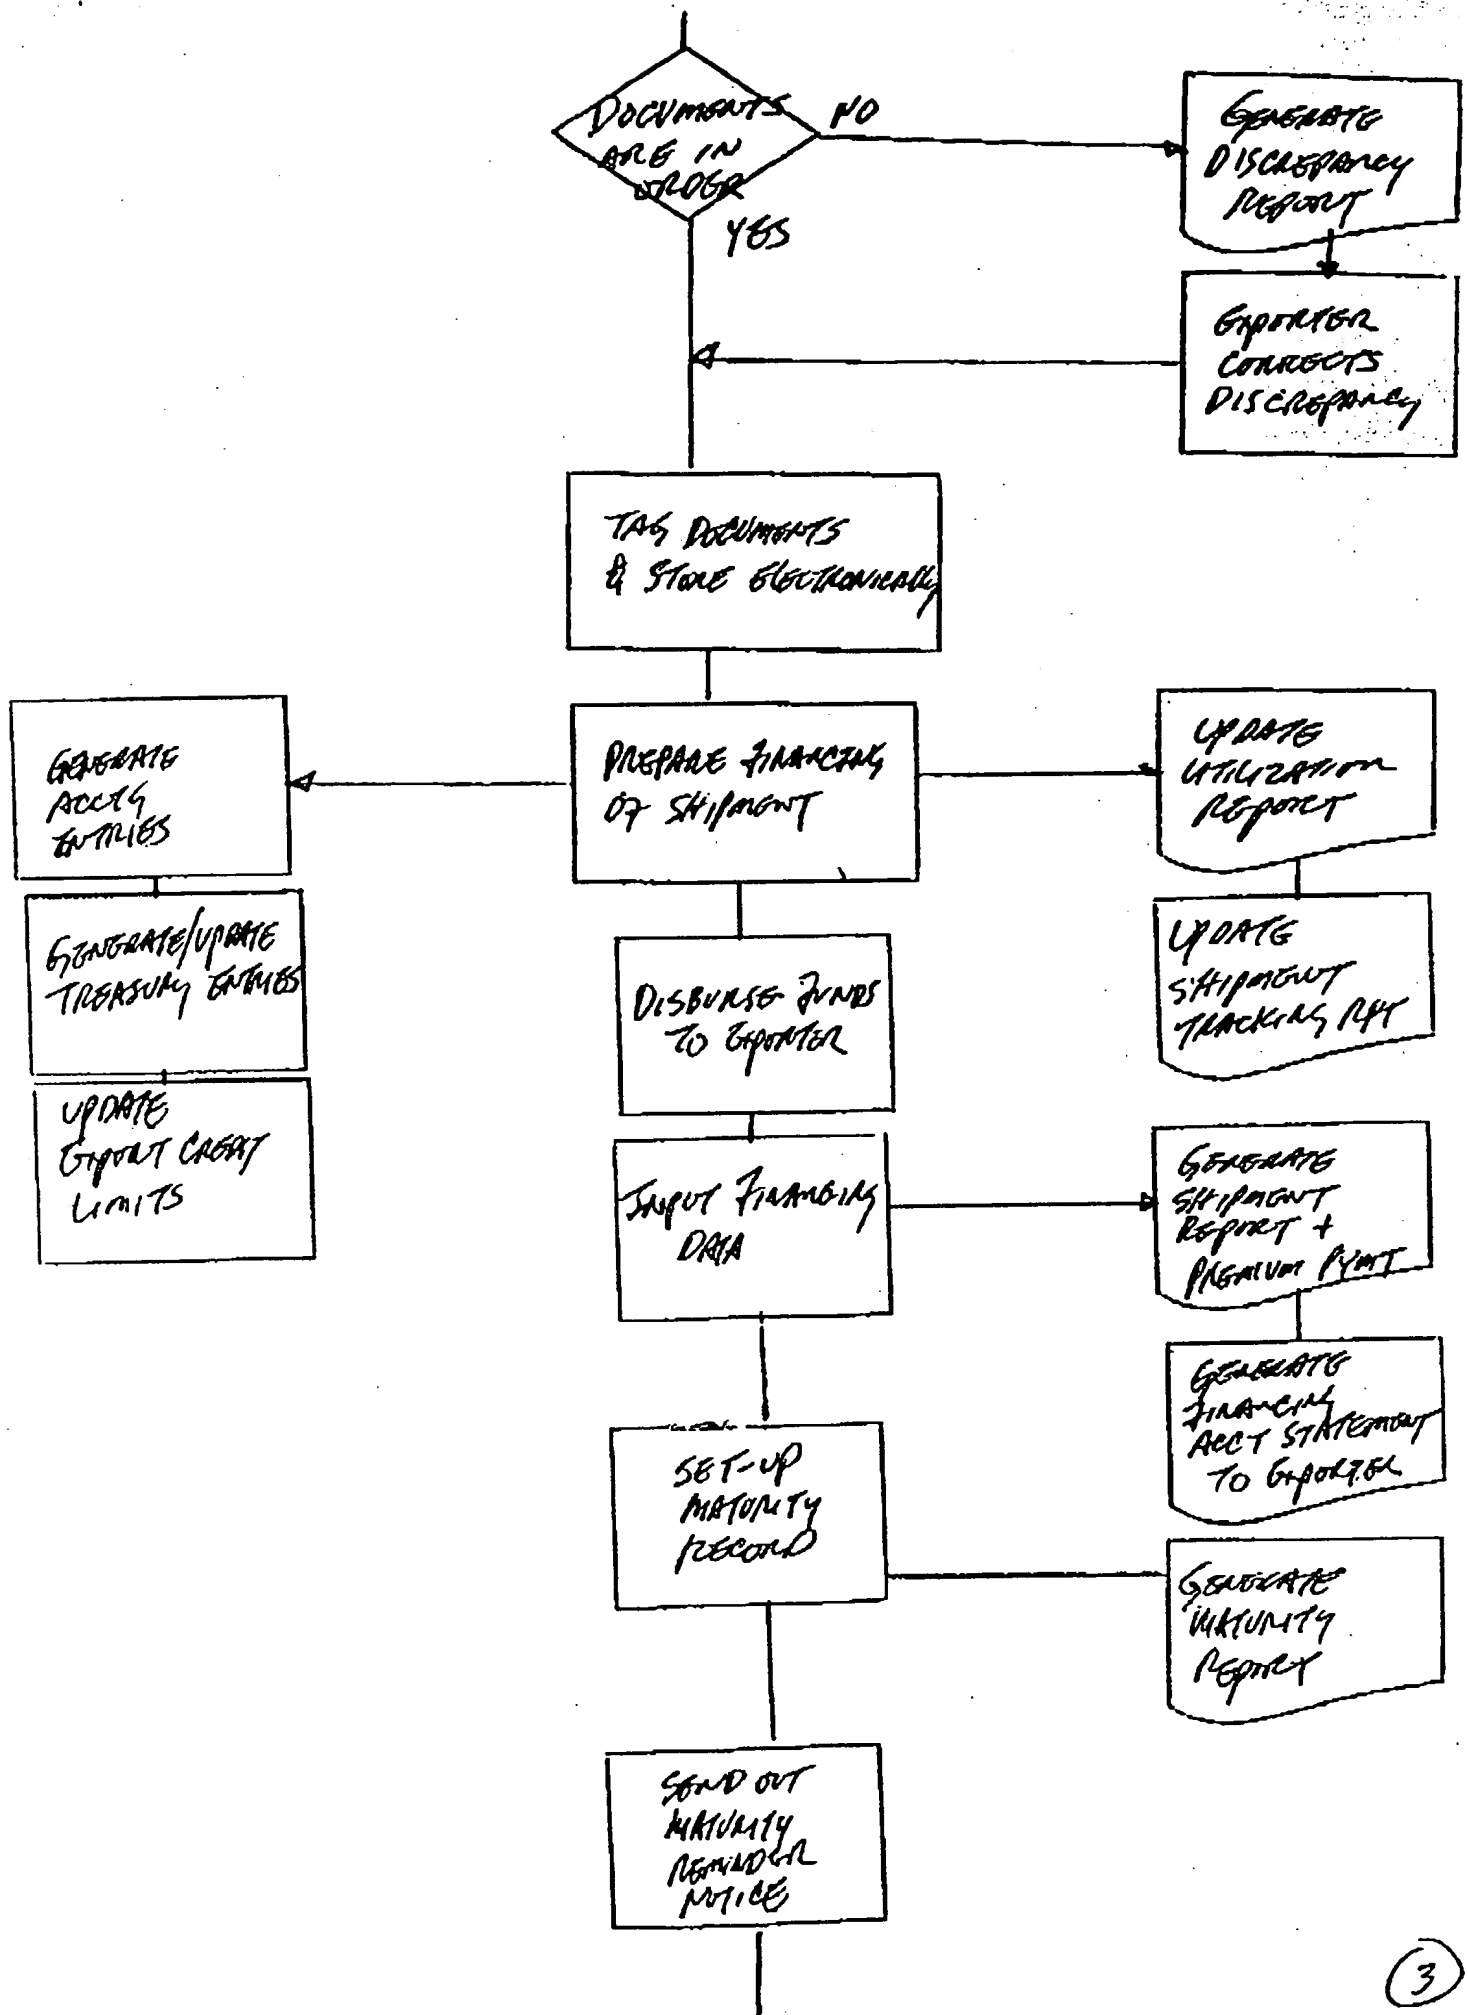 DOCUMENTS
ARE IN
ORDER
NO
YES
GENERATE
DISCREPANCY
REPORT
EXPORTER
CORRECTS
DISCREPANCY
TAG DOCUMENTS
& STORE ELECTRONICALLY
GENERATE
ACCTG
ENTRIES
PREPARE FINANCING
OF SHIPMENT
UPDATE
UTILIZATION
REPORT
GENERATE/UPDATE
TREASURY ENTRIES
DISBURSE FUNDS
TO EXPORTER
UPDATE
SHIPMENT
TRACKING RPT
UPDATE
EXPORT CREDIT
LIMITS
INPUT FINANCING
DATA
GENERATE
SHIPMENT
REPORT +
PREMIUM PYMT
GENERATE
FINANCING
ACCT STATEMENT
TO EXPORTER
SET-UP
MATURITY
RECORD
GENERATE
MATURITY
REPORT
SEND OUT
MATURITY
REMINDER
NOTICE
3